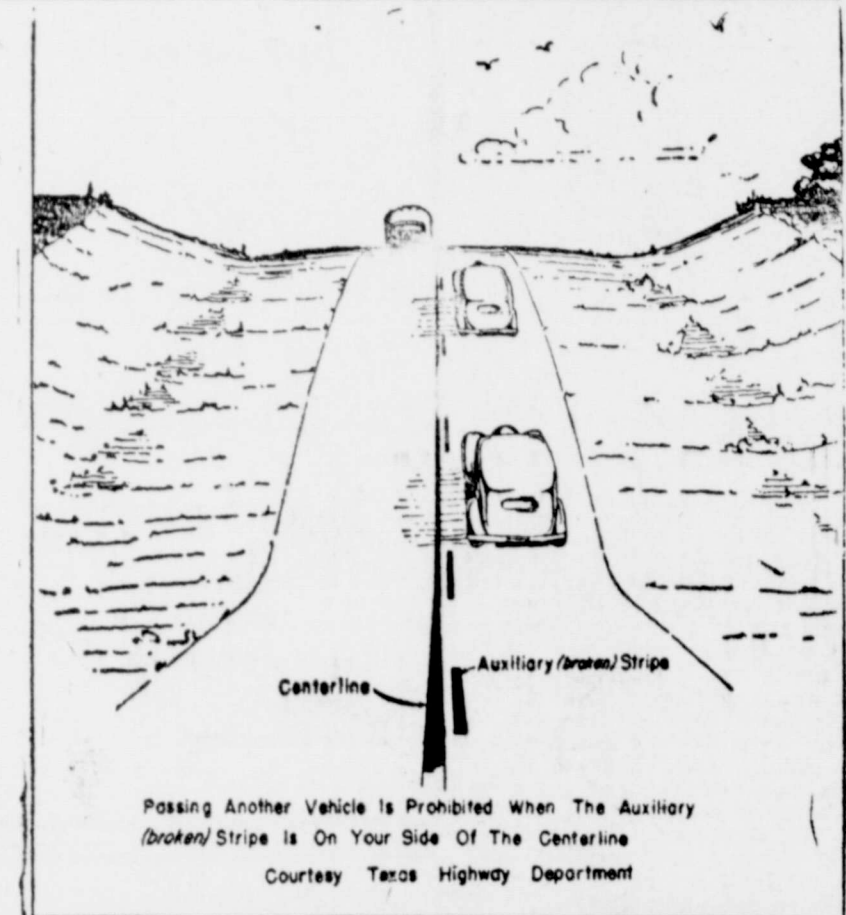 Auxiliary (broken) Stripe
Centerline
Passing Another Vehicle Is Prohibited When The Auxiliary
(broken) Stripe Is On Your Side Of The Centerline
Courtesy Texas Highway Department